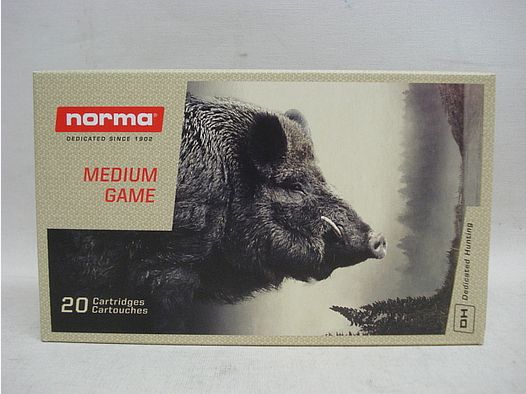 norma
DEDICATED SINCE 1902
MEDIUM
GAME
20 Cartridges
Cartouches
DH Dedicated Hunting